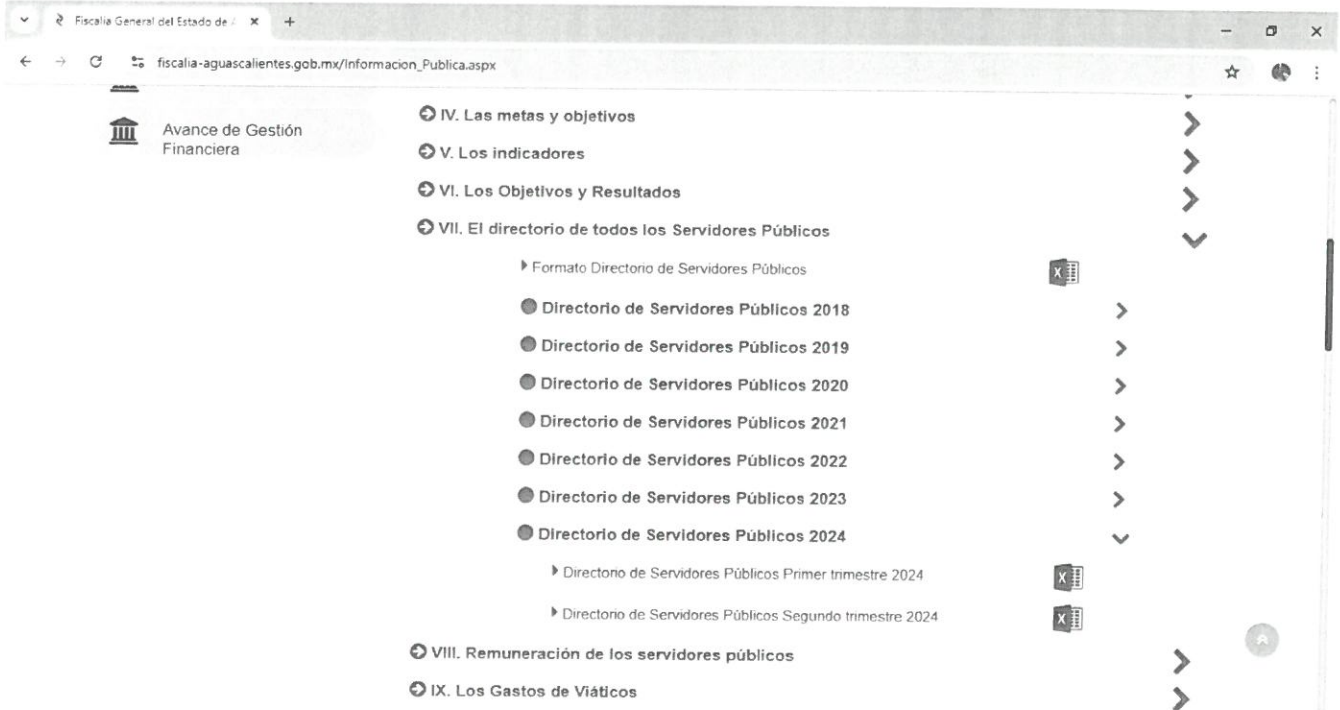 Fiscalia General del Estado de
fiscalia-aguascalientes.gob.mx/Informacion_Publica.aspx
Avance de Gestión
Financiera
IV. Las metas y objetivos
V. Los indicadores
VI. Los Objetivos y Resultados
VII. El directorio de todos los Servidores Públicos
Formato Directorio de Servidores Públicos
Directorio de Servidores Públicos 2018
Directorio de Servidores Públicos 2019
Directorio de Servidores Públicos 2020
Directorio de Servidores Públicos 2021
Directorio de Servidores Públicos 2022
Directorio de Servidores Públicos 2023
Directorio de Servidores Públicos 2024
Directorio de Servidores Públicos Primer trimestre 2024
Directorio de Servidores Públicos Segundo trimestre 2024
VIII. Remuneración de los servidores públicos
IX. Los Gastos de Viáticos